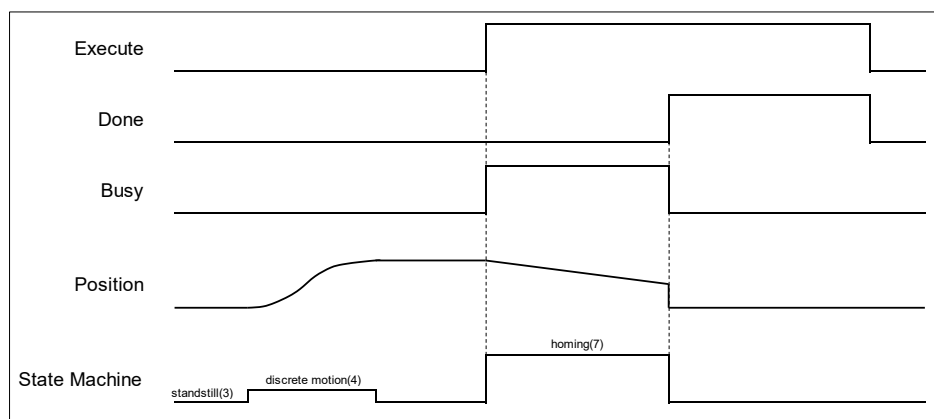 Execute
Done
Busy
Position
homing(7)
State Machine
standstill(3)
discrete motion(4)